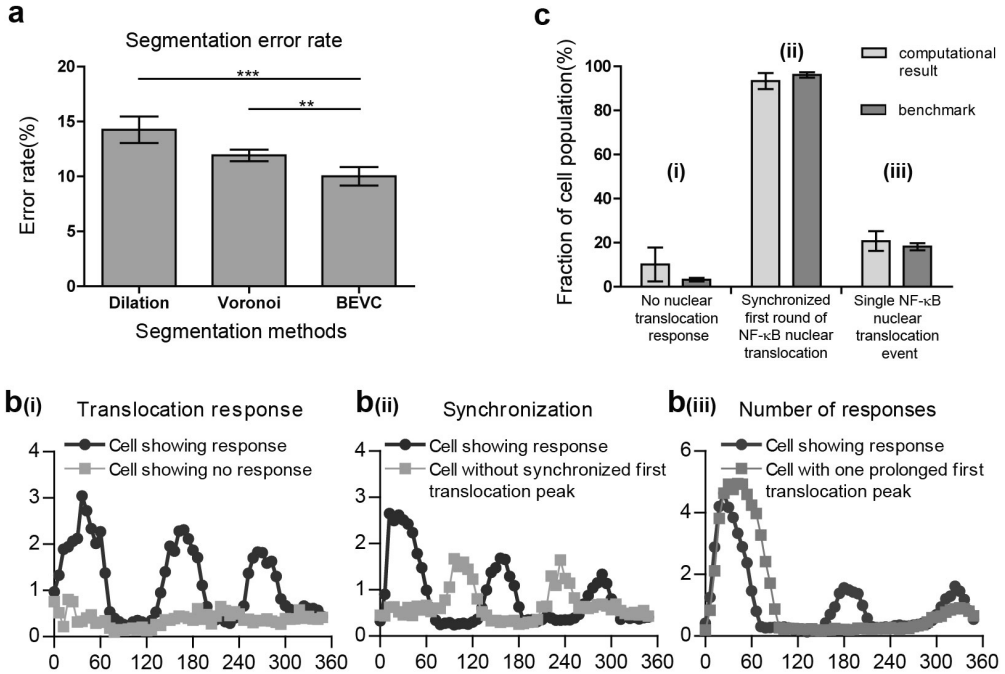 a
Segmentation error rate
20
15
10
5
0
***
**
Error rate(%)
Dilation Voronoi BEVC
Segmentation methods
c
100
80
60
40
20
0
Fraction of cell population(%)
(i)
(ii)
(iii)
computational
result
benchmark
No nuclear
translocation
response
Synchronized
first round of
NF-κB nuclear
translocation
Single NF-κB
nuclear
translocation
event
b(i) Translocation response
Cell showing response
Cell showing no response
4
3
2
1
0
0 60 120 180 240 300 360
b(ii) Synchronization
Cell showing response
Cell without synchronized first
translocation peak
4
3
2
1
0
0 60 120 180 240 300 360
b(iii) Number of responses
Cell showing response
Cell with one prolonged first
translocation peak
6
4
2
0
0 60 120 180 240 300 360